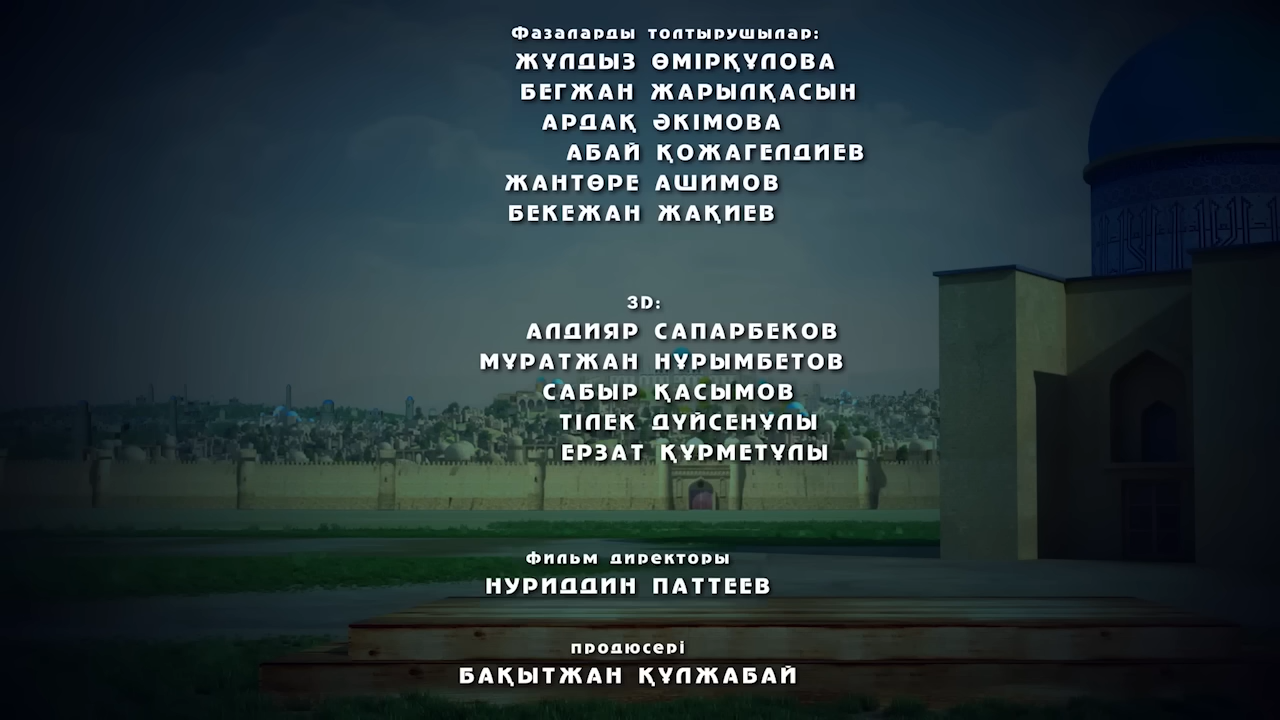 Фазаларды толтырушылар:
ЖҰЛДЫЗ ӨМІРҚҰЛОВА
БЕГЖАН ЖАРЫЛҚАСЫН
АРДАҚ ӘКІМОВА
АБАЙ ҚОЖАГЕЛДИЕВ
ЖАНТӨРЕ АШИМОВ
БЕКЕЖАН ЖАҚИЕВ
3D:
АЛДИЯР САПАРБЕКОВ
МҰРАТЖАН НҰРЫМБЕТОВ
САБЫР ҚАСЫМОВ
ТІЛЕК ДҮЙСЕНҰЛЫ
ЕРЗАТ ҚҰРМЕТҰЛЫ
Фильм директоры
НУРИДДИН ПАТТЕЕВ
продюсері
БАҚЫТЖАН ҚҰЛЖАБАЙ